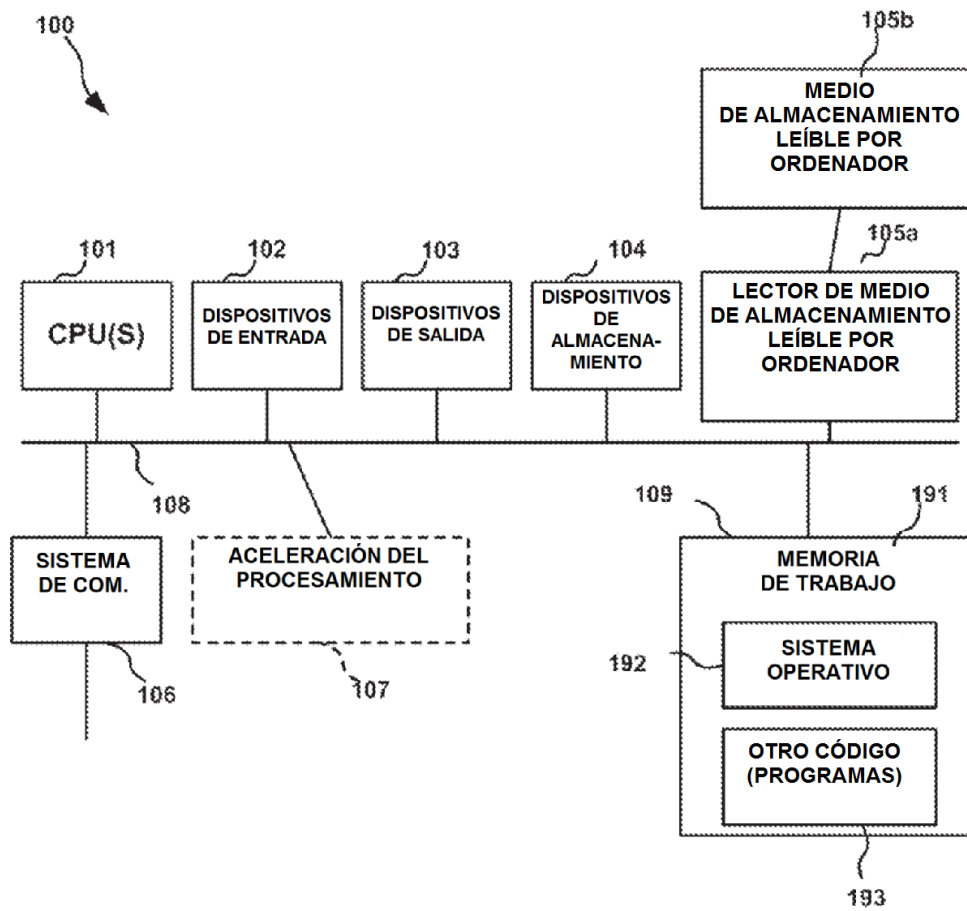 100
105b
MEDIO
DE ALMACENAMIENTO
LEÍBLE POR
ORDENADOR
101
102
103
104
105a
CPU(S)
DISPOSITIVOS
DE ENTRADA
DISPOSITIVOS
DE SALIDA
DISPOSITIVOS
DE
ALMACENA-
MIENTO
LECTOR DE MEDIO
DE ALMACENAMIENTO
LEÍBLE POR
ORDENADOR
108
109
191
SISTEMA
DE COM.
ACELERACIÓN DEL
PROCESAMIENTO
MEMORIA
DE TRABAJO
106
107
192
SISTEMA
OPERATIVO
OTRO CÓDIGO
(PROGRAMAS)
193